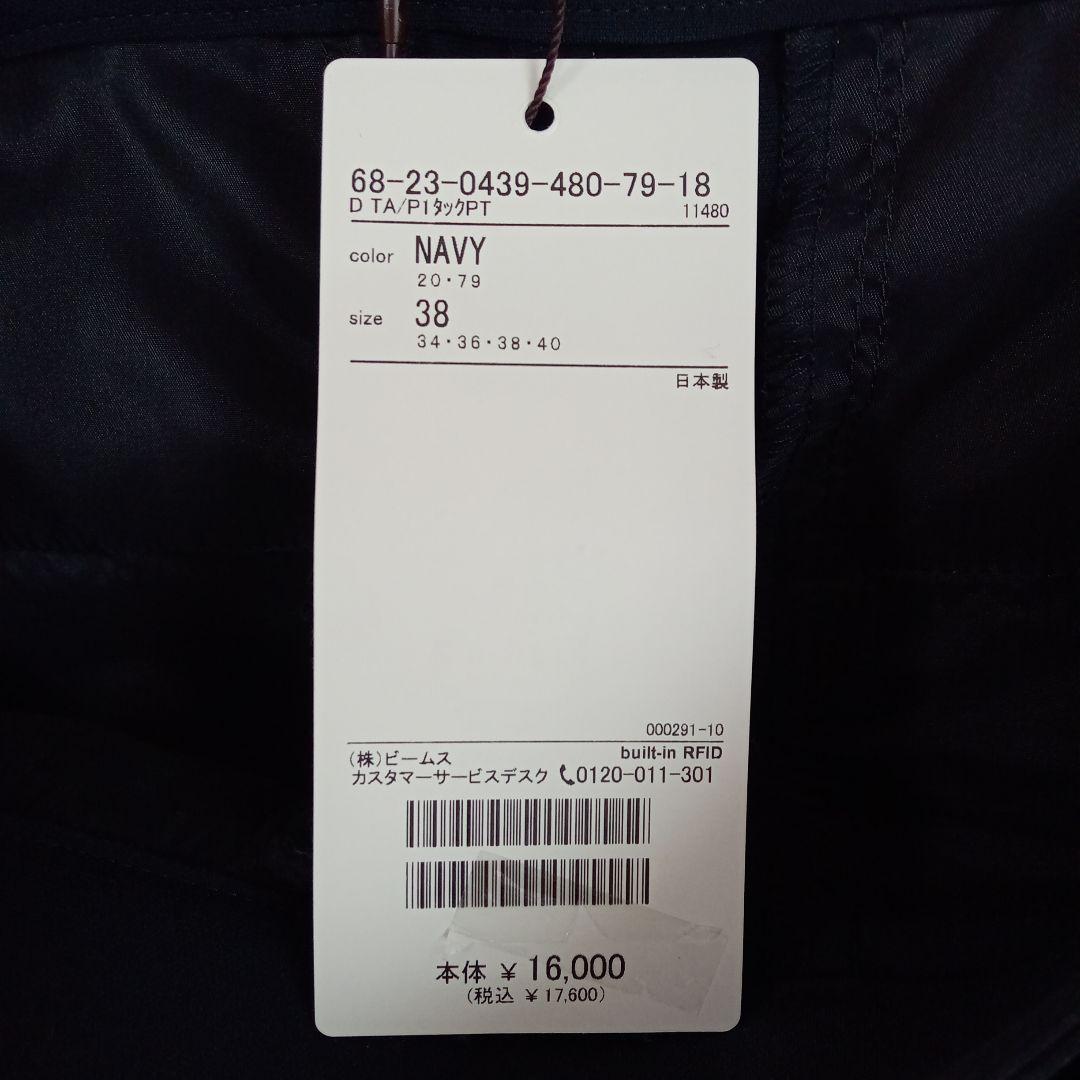 68-23-0439-480-79-18
D TA/P1ﾀｯｸPT 11480
color NAVY
20・79
size 38
34・36・38・40
日本製
000291-10
(株)ビームス built-in RFID
カスタマーサービスデスク 0120-011-301
本体 ¥ 16,000
(税込 ¥17,600)